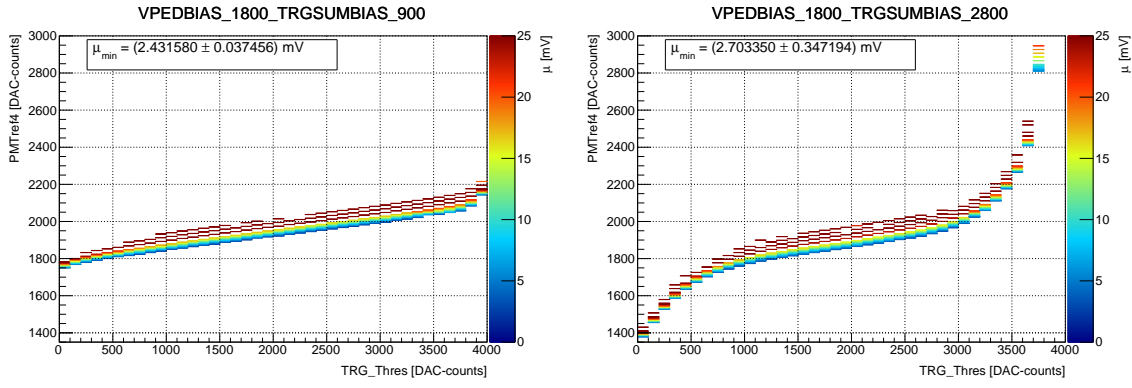 VPEDBIAS_1800_TRGSUMBIAS_900
μmin = (2.431580 ± 0.037456) mV
PMTref4 [DAC-counts]
3000
2800
2600
2400
2200
2000
1800
1600
1400
0 500 1000 1500 2000 2500 3000 3500 4000
TRG_Thres [DAC-counts]
25
20
15
10
5
0
μ [mV]
VPEDBIAS_1800_TRGSUMBIAS_2800
μmin = (2.703350 ± 0.347194) mV
PMTref4 [DAC-counts]
3000
2800
2600
2400
2200
2000
1800
1600
1400
0 500 1000 1500 2000 2500 3000 3500 4000
TRG_Thres [DAC-counts]
25
20
15
10
5
0
μ [mV]